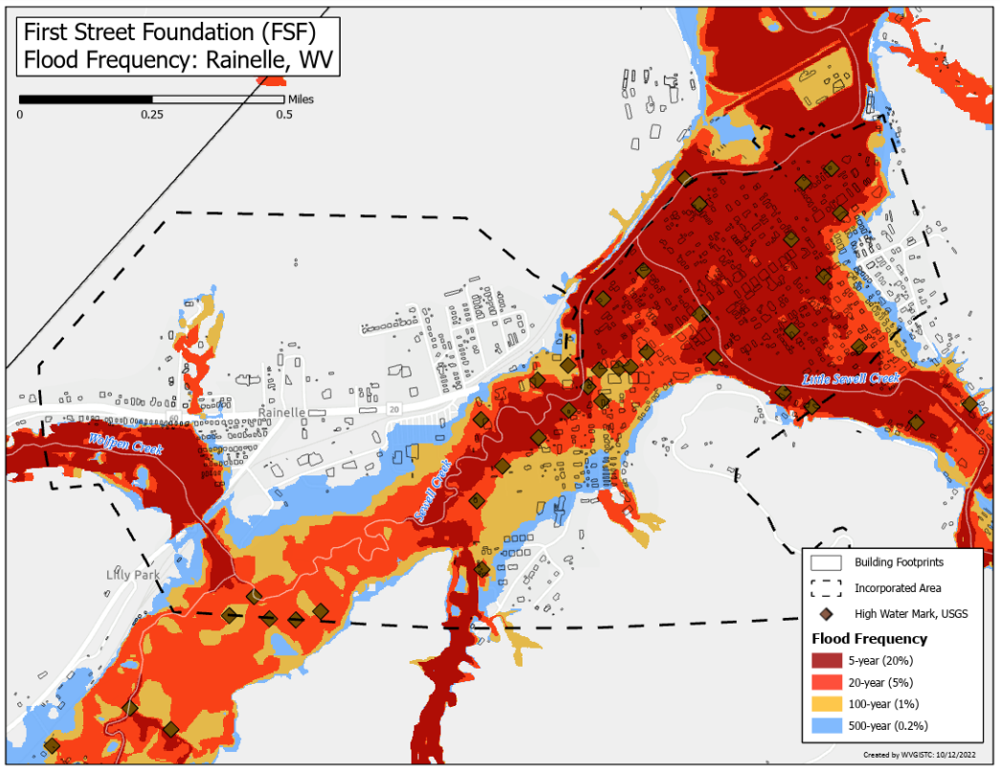 First Street Foundation (FSF)
Flood Frequency: Rainelle, WV
Miles
0
0.25
0.5
Little Sewell Creek
20
60
Rainelle
Wolfpen Creek
Sewell Creek
Lilly Park
Building Footprints
Incorporated Area
High Water Mark, USGS
Flood Frequency
5-year (20%)
20-year (5%)
100-year (1%)
500-year (0.2%)
Created by WVGISTC: 10/12/2022